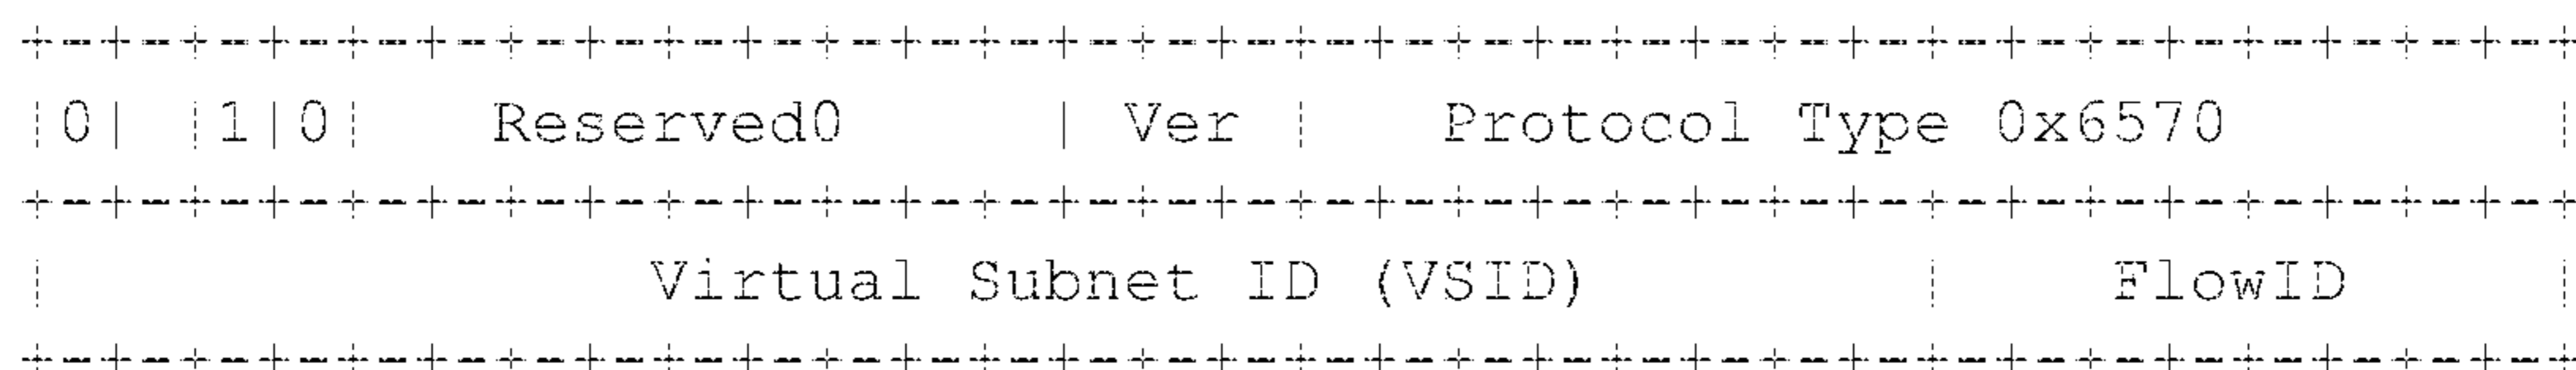 +-+-+-+-+-+-+-+-+-+-+-+-+-+-+-+-+-+-+-+-+-+-+-+-+-+-+-+-+-+-+-+-+
|0| |1|0|   Reserved0     | Ver |   Protocol Type 0x6570        |
+-+-+-+-+-+-+-+-+-+-+-+-+-+-+-+-+-+-+-+-+-+-+-+-+-+-+-+-+-+-+-+-+
|               Virtual Subnet ID (VSID)        |    FlowID     |
+-+-+-+-+-+-+-+-+-+-+-+-+-+-+-+-+-+-+-+-+-+-+-+-+-+-+-+-+-+-+-+-+